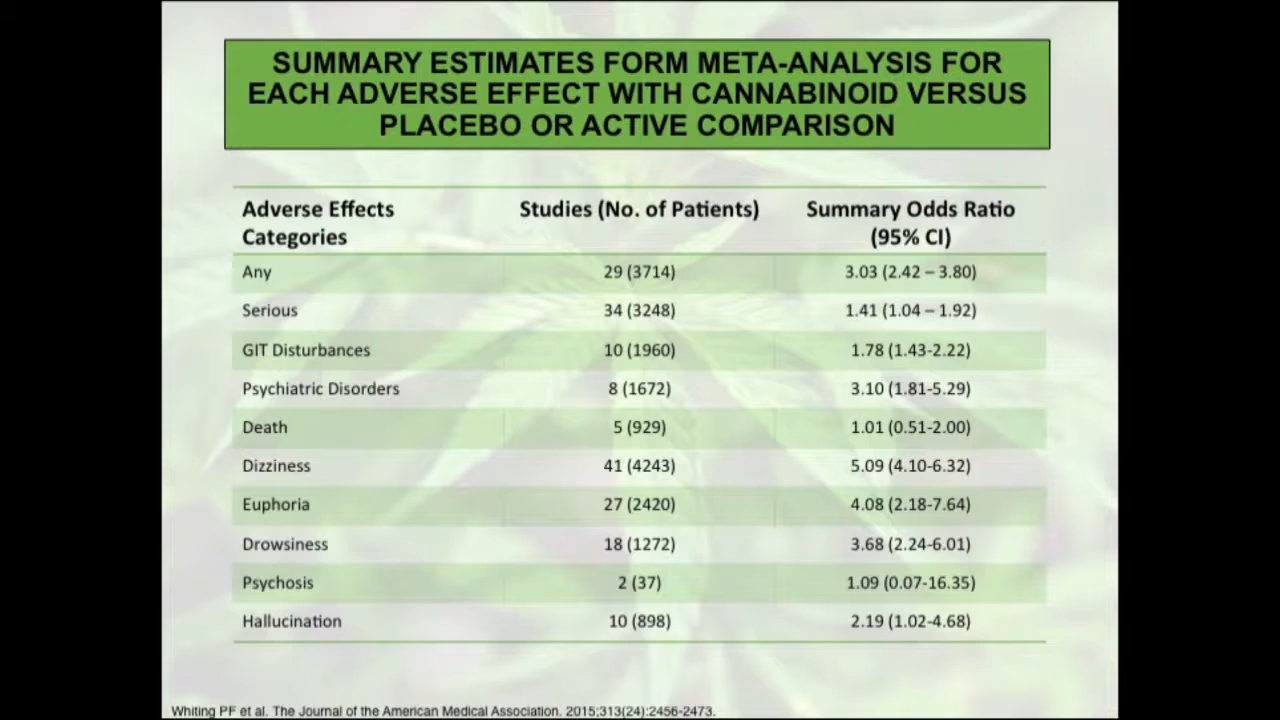 SUMMARY ESTIMATES FORM META-ANALYSIS FOR
EACH ADVERSE EFFECT WITH CANNABINOID VERSUS
PLACEBO OR ACTIVE COMPARISON
Adverse Effects Categories Studies (No. of Patients) Summary Odds Ratio (95% CI)
Any 29 (3714) 3.03 (2.42 – 3.80)
Serious 34 (3248) 1.41 (1.04 – 1.92)
GIT Disturbances 10 (1960) 1.78 (1.43-2.22)
Psychiatric Disorders 8 (1672) 3.10 (1.81-5.29)
Death 5 (929) 1.01 (0.51-2.00)
Dizziness 41 (4243) 5.09 (4.10-6.32)
Euphoria 27 (2420) 4.08 (2.18-7.64)
Drowsiness 18 (1272) 3.68 (2.24-6.01)
Psychosis 2 (37) 1.09 (0.07-16.35)
Hallucination 10 (898) 2.19 (1.02-4.68)
Whiting PF et al. The Journal of the American Medical Association. 2015;313(24):2456-2473.